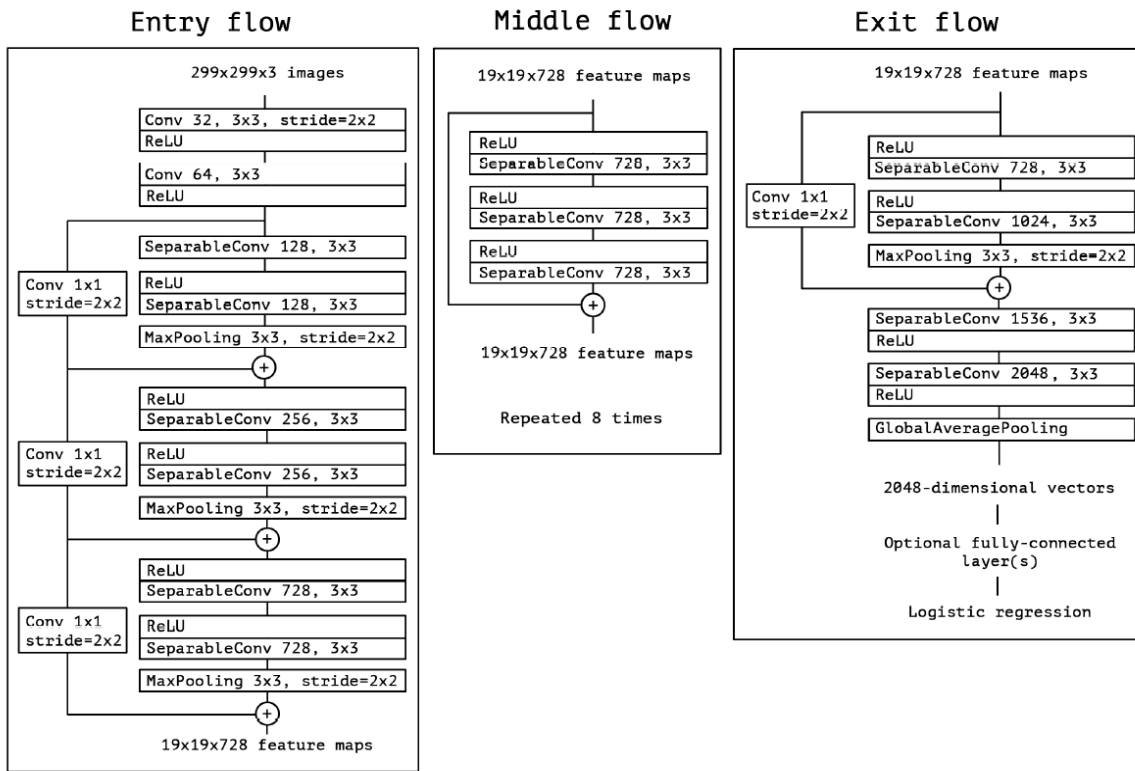 Entry flow
299x299x3 images
Conv 32, 3x3, stride=2x2
ReLU
Conv 64, 3x3
ReLU
SeparableConv 128, 3x3
Conv 1x1
stride=2x2
ReLU
SeparableConv 128, 3x3
MaxPooling 3x3, stride=2x2
+
ReLU
SeparableConv 256, 3x3
Conv 1x1
stride=2x2
ReLU
SeparableConv 256, 3x3
MaxPooling 3x3, stride=2x2
+
ReLU
SeparableConv 728, 3x3
Conv 1x1
stride=2x2
ReLU
SeparableConv 728, 3x3
MaxPooling 3x3, stride=2x2
+
19x19x728 feature maps
Middle flow
19x19x728 feature maps
ReLU
SeparableConv 728, 3x3
ReLU
SeparableConv 728, 3x3
ReLU
SeparableConv 728, 3x3
+
19x19x728 feature maps
Repeated 8 times
Exit flow
19x19x728 feature maps
ReLU
SeparableConv 728, 3x3
Conv 1x1
stride=2x2
ReLU
SeparableConv 1024, 3x3
MaxPooling 3x3, stride=2x2
+
SeparableConv 1536, 3x3
ReLU
SeparableConv 2048, 3x3
ReLU
GlobalAveragePooling
2048-dimensional vectors
Optional fully-connected
layer(s)
Logistic regression